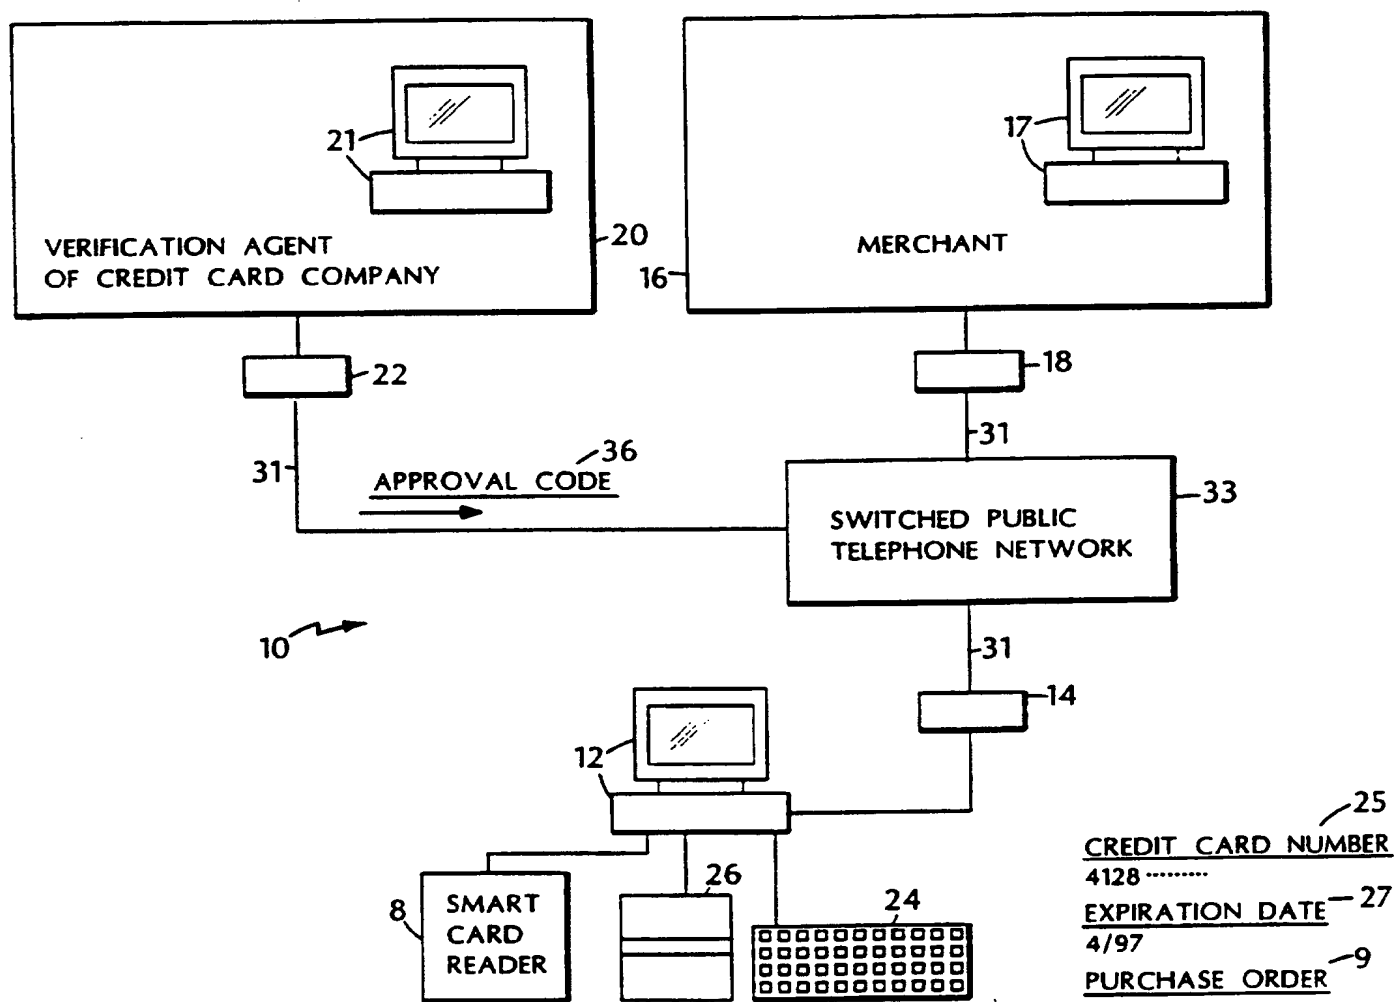 21
17
VERIFICATION AGENT
OF CREDIT CARD COMPANY
20
MERCHANT
16
22
18
31
31
APPROVAL CODE
36
SWITCHED PUBLIC
TELEPHONE NETWORK
33
10
31
14
12
25
CREDIT CARD NUMBER
4128 ·········
EXPIRATION DATE
27
4/97
PURCHASE ORDER
9
8
SMART
CARD
READER
26
24